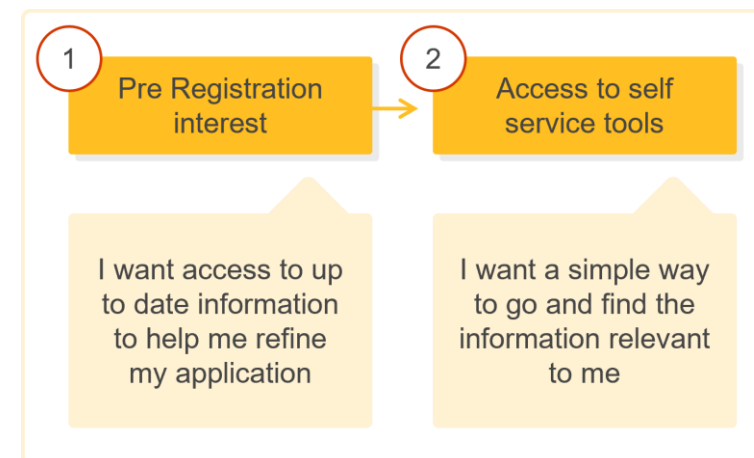 1
Pre Registration
interest
2
Access to self
service tools
I want access to up
to date information
to help me refine
my application
I want a simple way
to go and find the
information relevant
to me